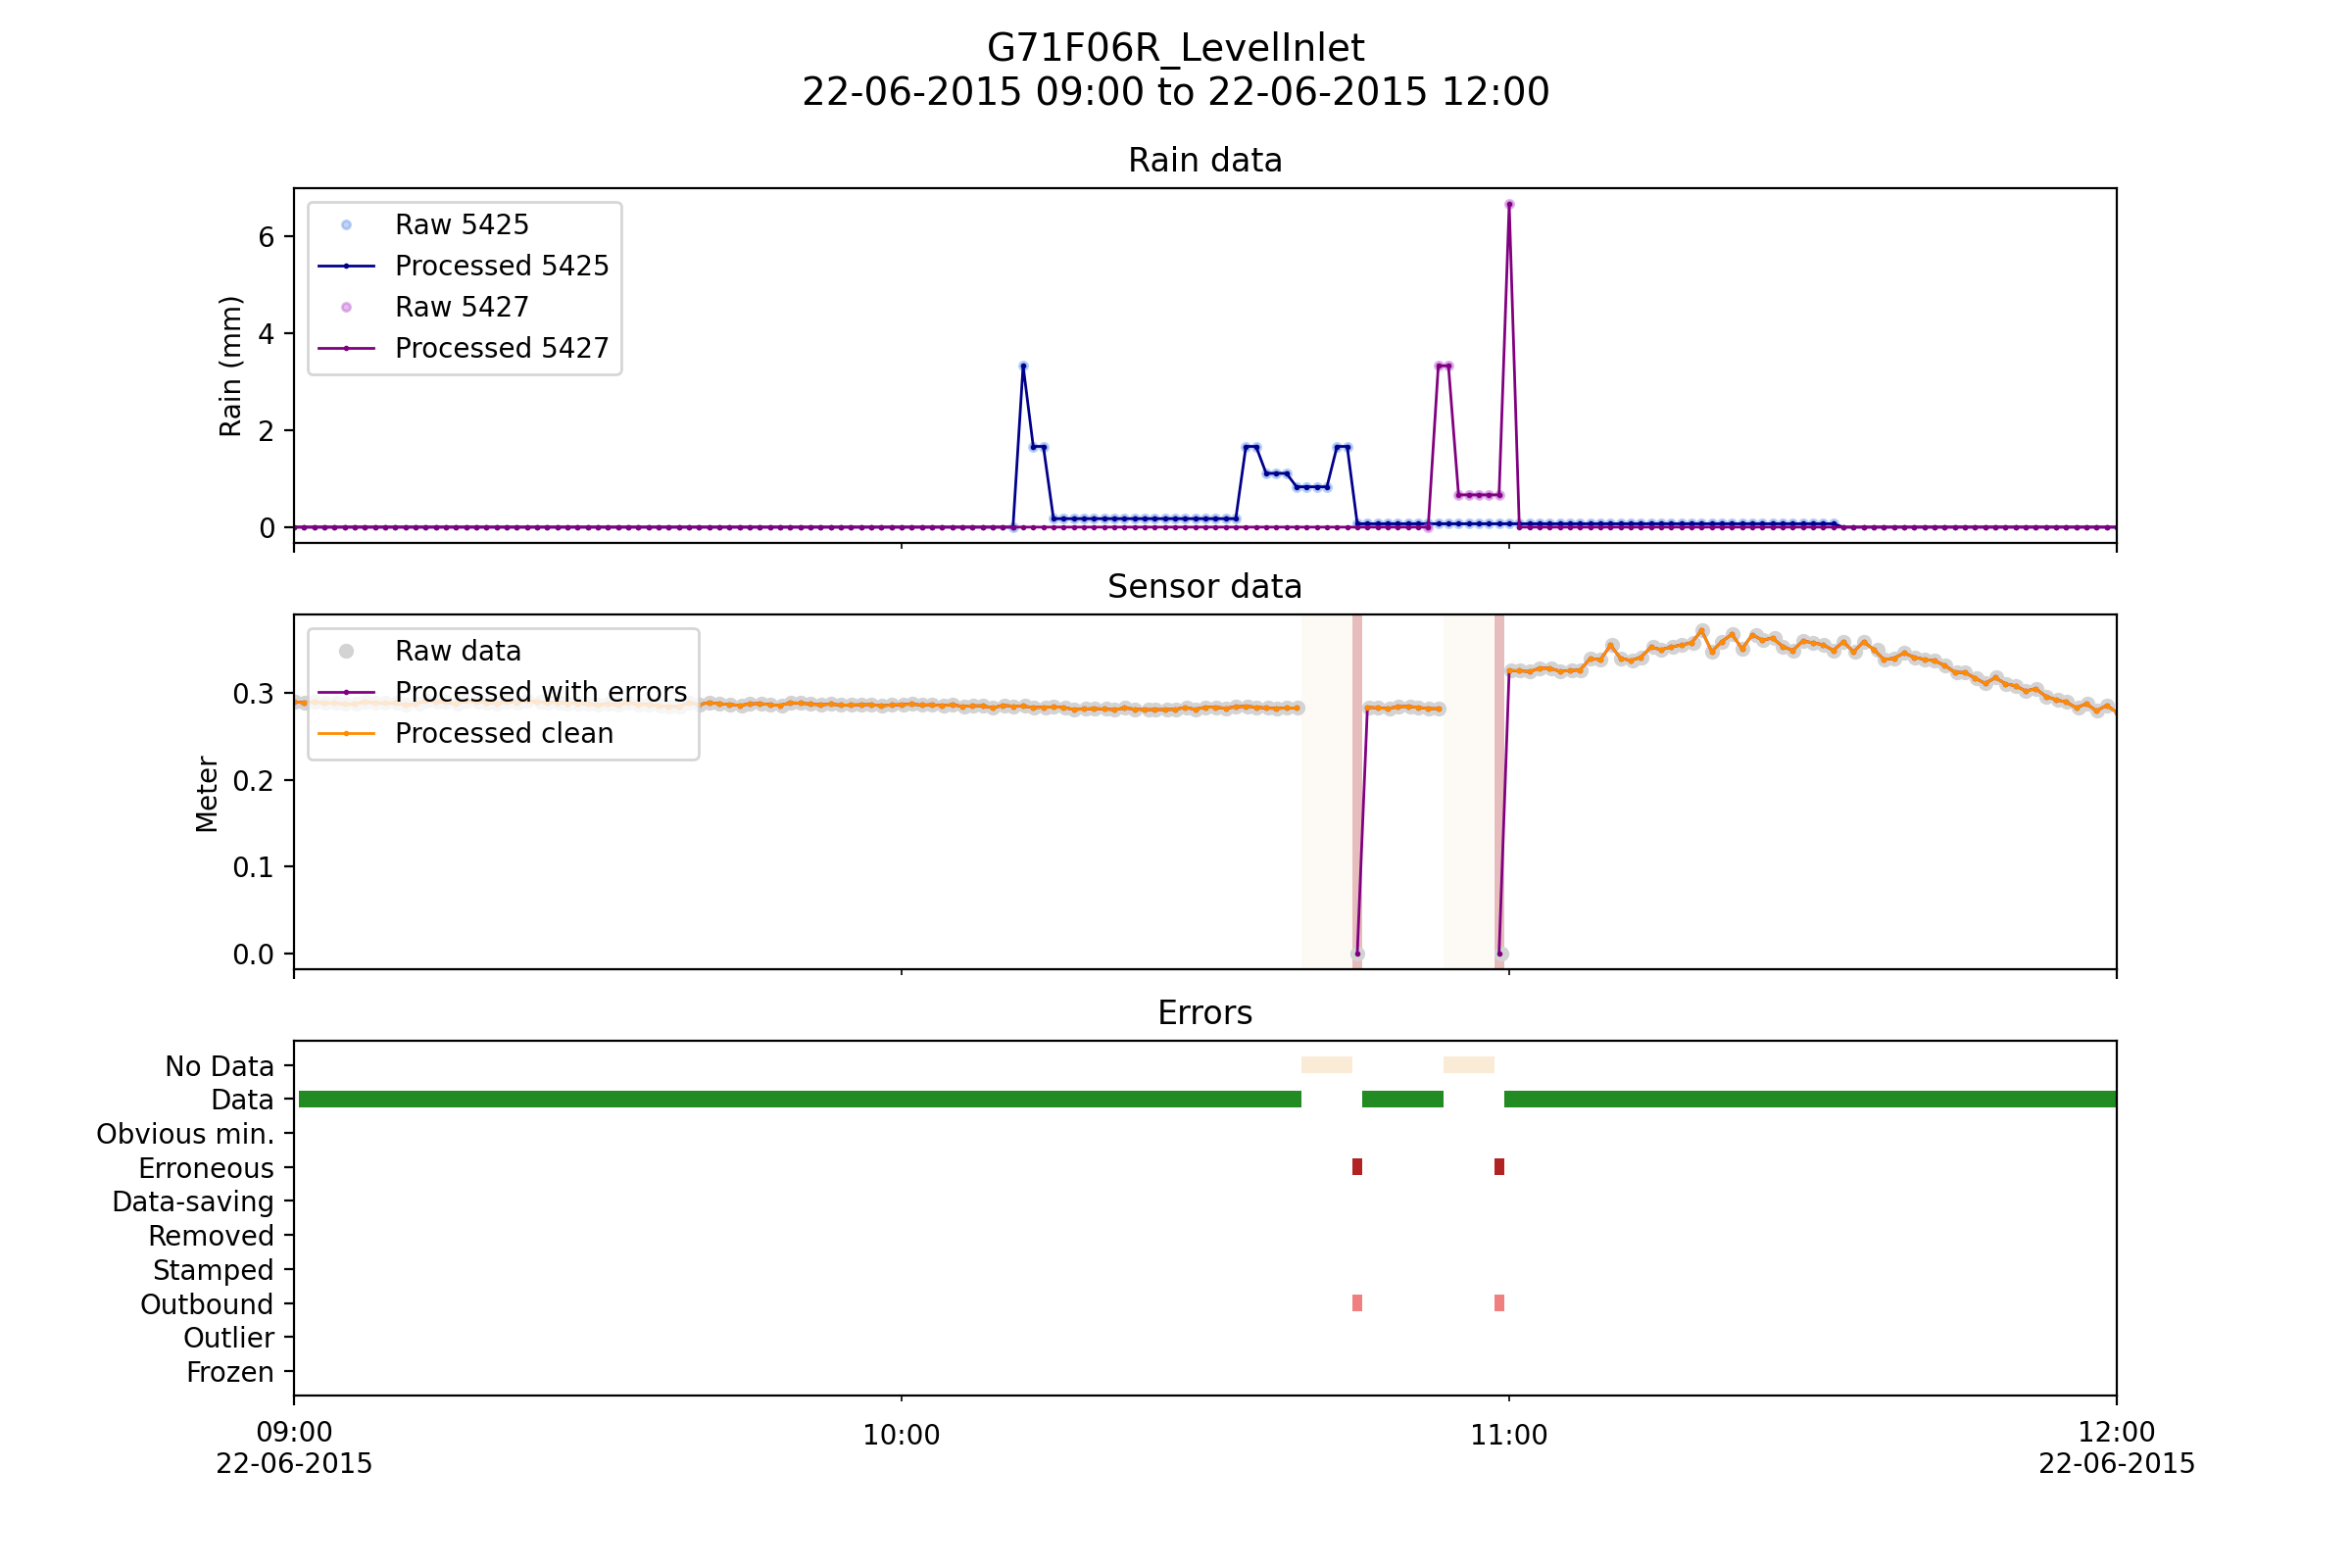 G71F06R_LevelInlet
22-06-2015 09:00 to 22-06-2015 12:00
Rain data
Rain (mm)
6
4
2
0
Raw 5425
Processed 5425
Raw 5427
Processed 5427
Sensor data
Meter
0.3
0.2
0.1
0.0
Raw data
Processed with errors
Processed clean
Errors
No Data
Data
Obvious min.
Erroneous
Data-saving
Removed
Stamped
Outbound
Outlier
Frozen
09:00
22-06-2015
10:00
11:00
12:00
22-06-2015